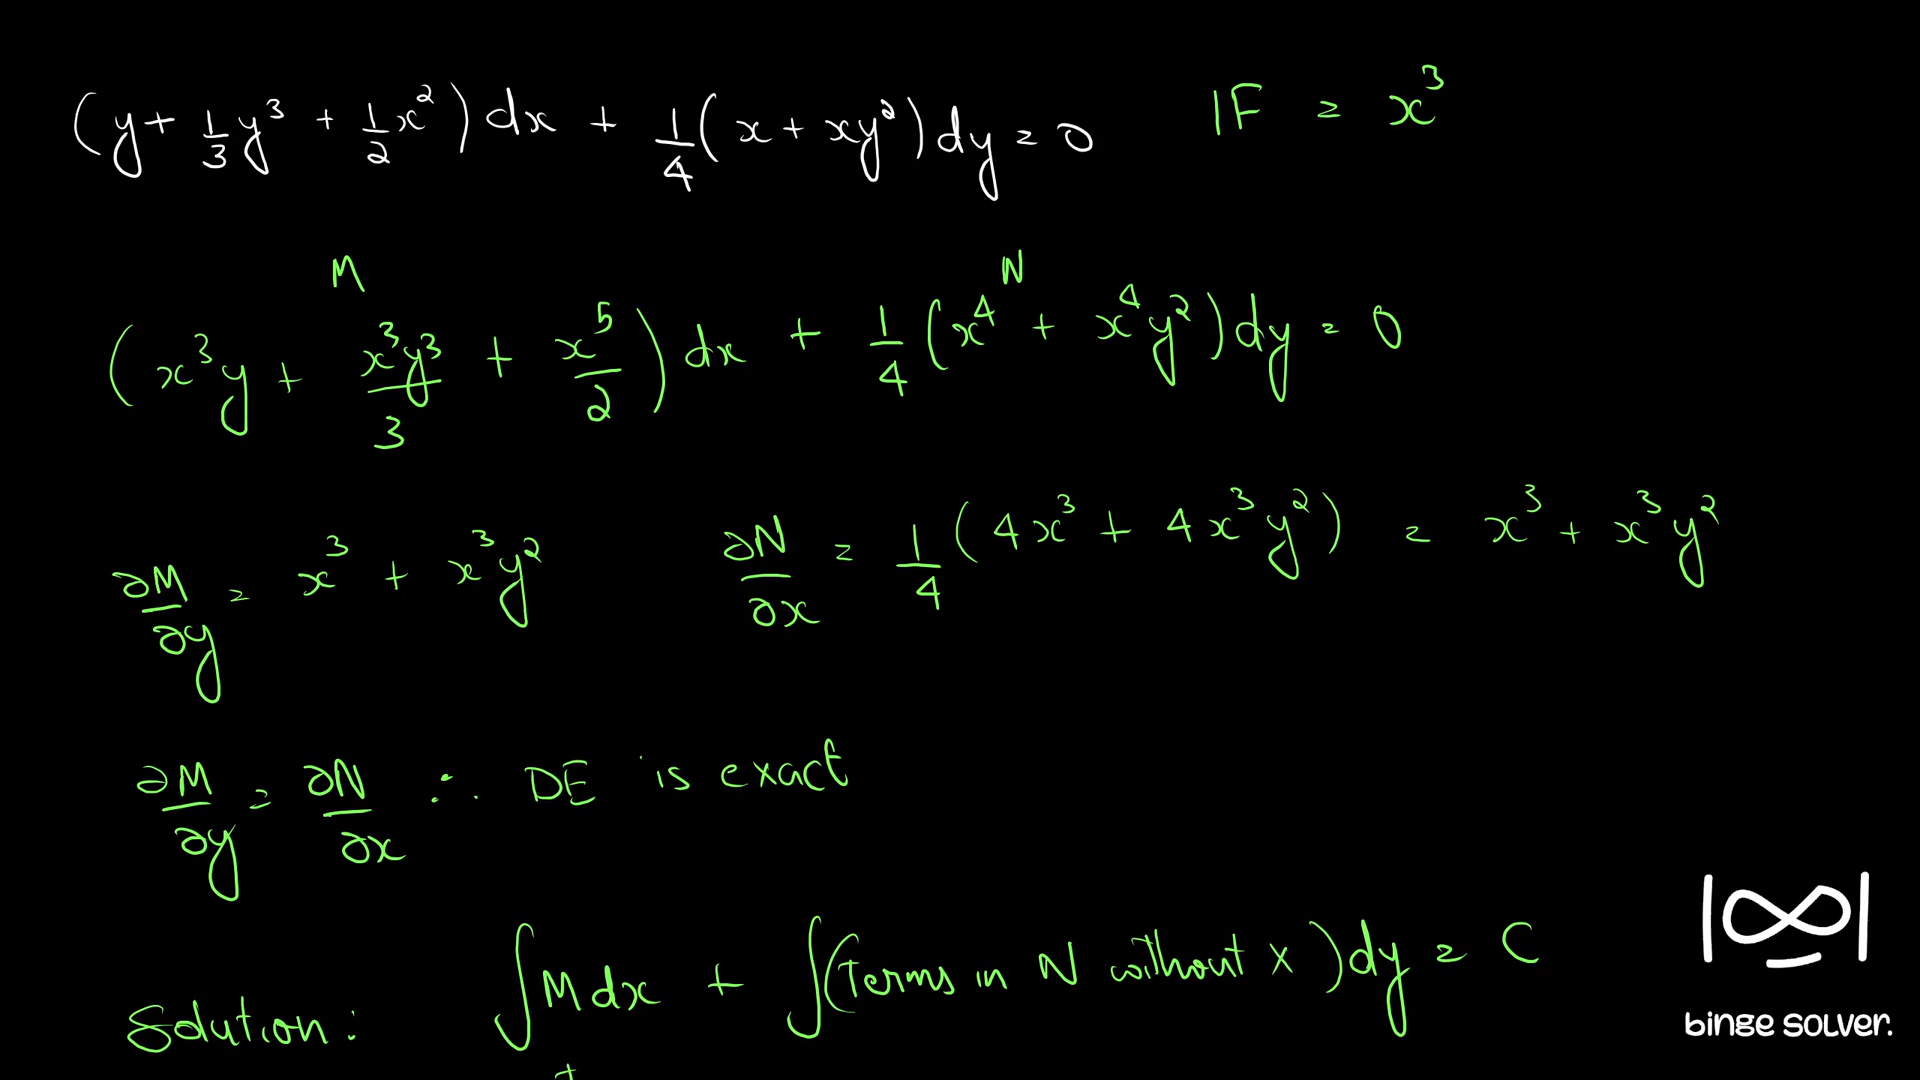 (y + 1/3 y³ + 1/2 x²) dx + 1/4 (x + xy²) dy = 0    IF = x³
M    N
(x³y + x³y³/3 + x⁵/2) dx + 1/4 (x⁴ + x⁴y²) dy = 0
∂M/∂y = x³ + x³y²    ∂N/∂x = 1/4 (4x³ + 4x³y²) = x³ + x³y²
∂M/∂y = ∂N/∂x ∴ DE is exact
Solution: ∫M dx + ∫(terms in N without x) dy = C
binge solver.